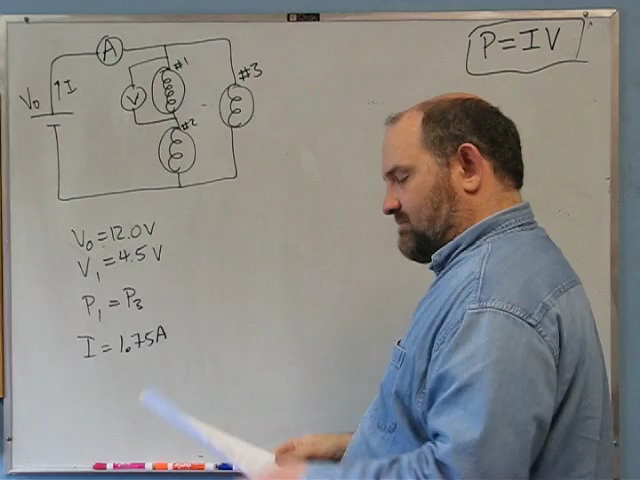 P = IV
A
#1
#3
V₀
↑I
V
#2
V₀ = 12.0V
V₁ = 4.5V
P₁ = P₃
I = 1.75A